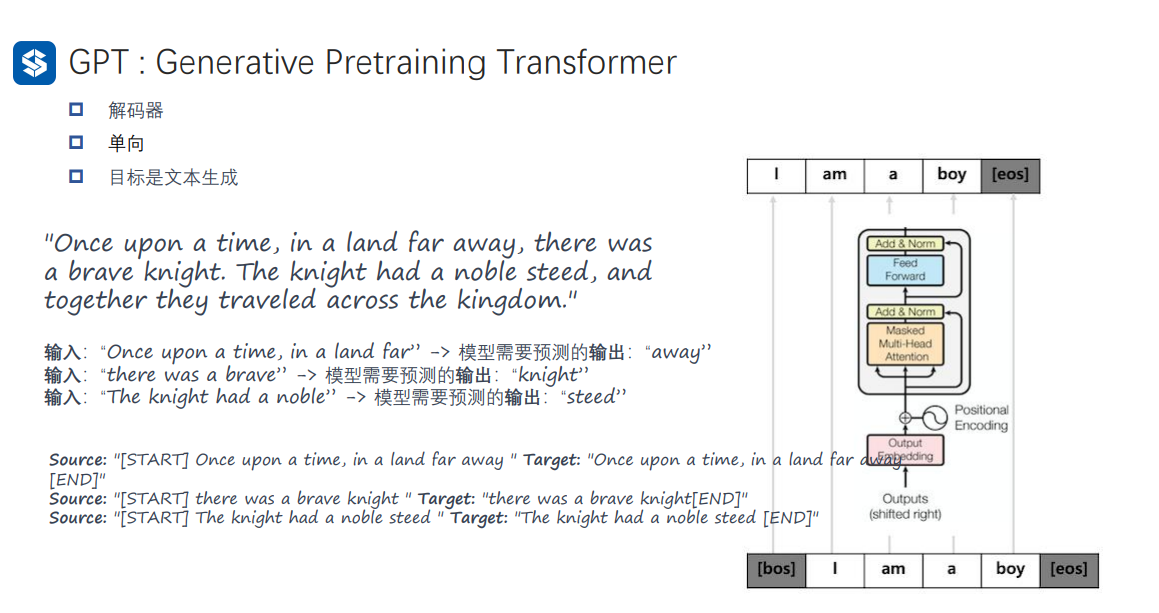 GPT : Generative Pretraining Transformer
解码器
单向
目标是文本生成
"Once upon a time, in a land far away, there was
a brave knight. The knight had a noble steed, and
together they traveled across the kingdom."
输入: “Once upon a time, in a land far” -> 模型需要预测的输出: “away”
输入: “there was a brave” -> 模型需要预测的输出: “knight”
输入: “The knight had a noble” -> 模型需要预测的输出: “steed”
Source: "[START] Once upon a time, in a land far away " Target: "Once upon a time, in a land far away
[END]"
Source: "[START] there was a brave knight " Target: "there was a brave knight[END]"
Source: "[START] The knight had a noble steed " Target: "The knight had a noble steed [END]"
I am a boy [eos]
Add & Norm
Feed
Forward
Add & Norm
Masked
Multi-Head
Attention
Positional
Encoding
Output
Embedding
Outputs
(shifted right)
[bos] I am a boy [eos]